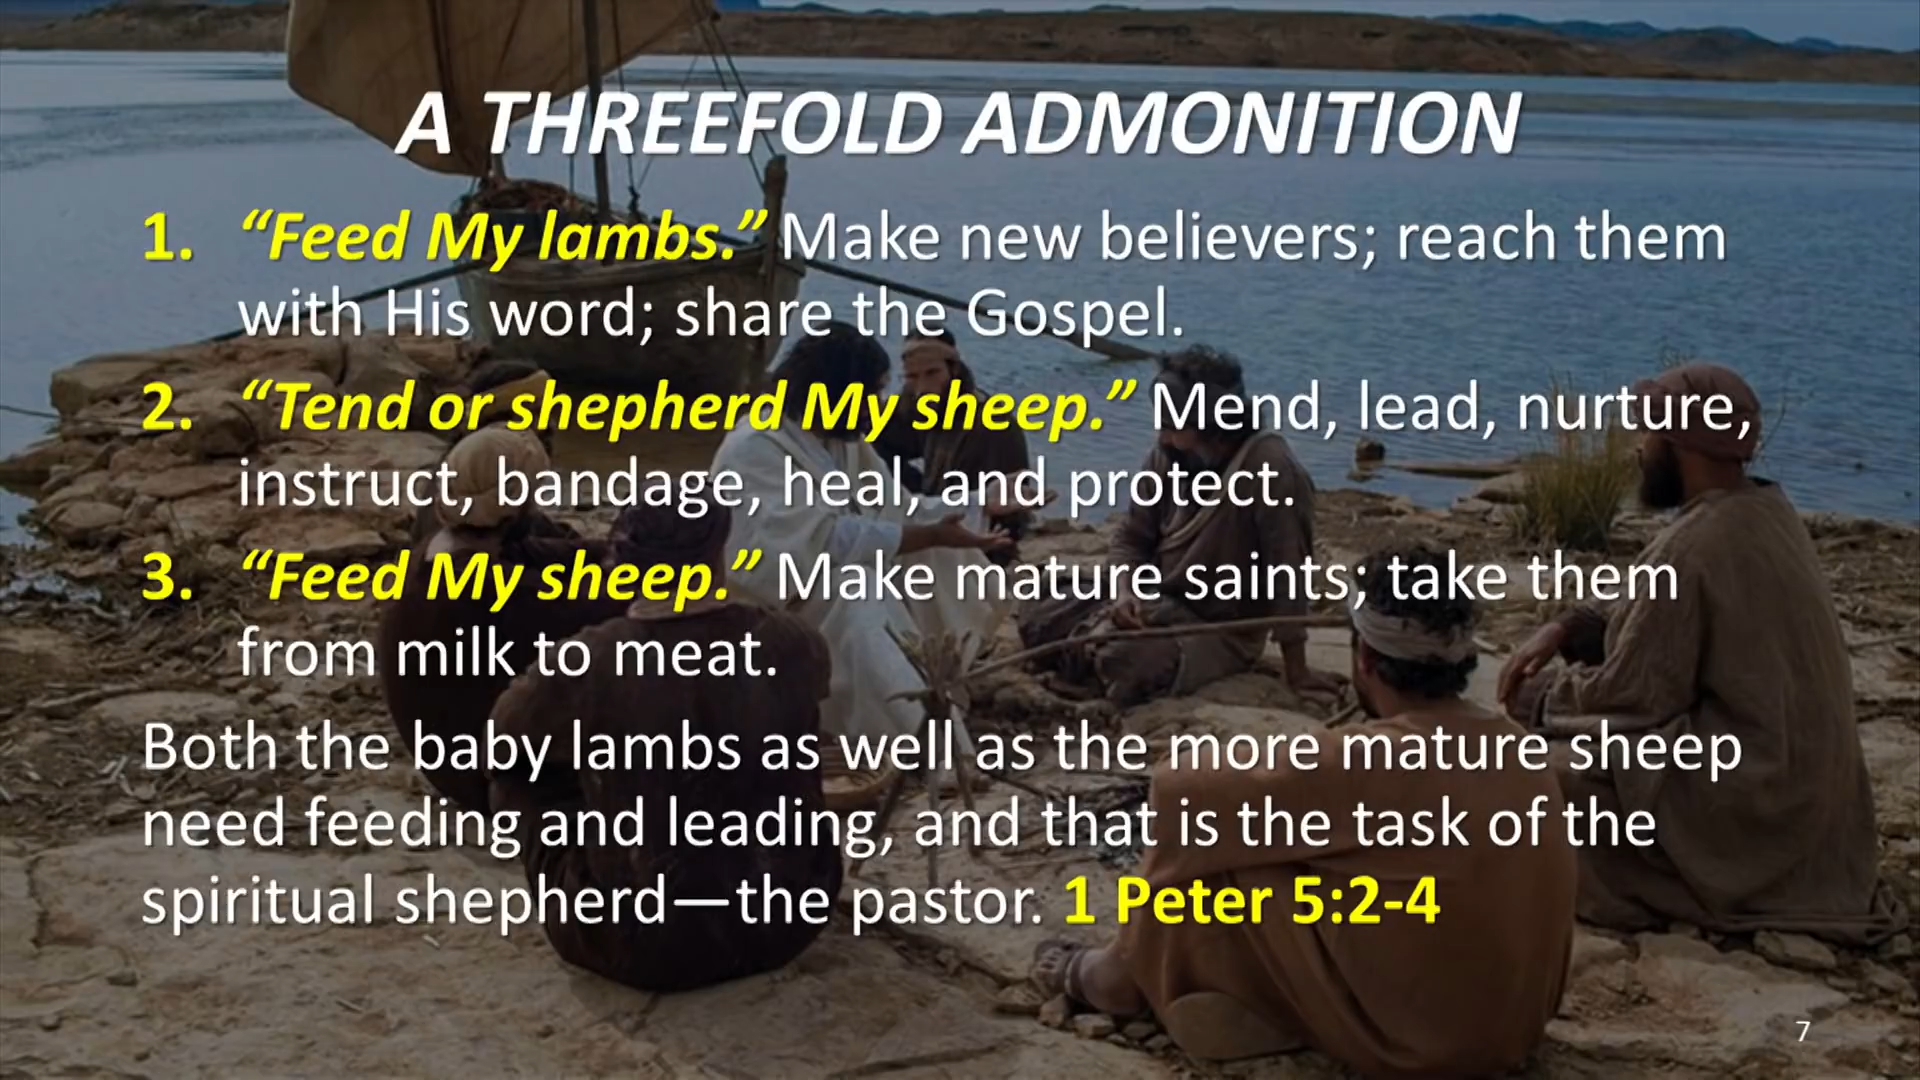 A THREEFOLD ADMONITION
1. “Feed My lambs.” Make new believers; reach them
with His word; share the Gospel.
2. “Tend or shepherd My sheep.” Mend, lead, nurture,
instruct, bandage, heal, and protect.
3. “Feed My sheep.” Make mature saints; take them
from milk to meat.
Both the baby lambs as well as the more mature sheep
need feeding and leading, and that is the task of the
spiritual shepherd—the pastor. 1 Peter 5:2-4
7